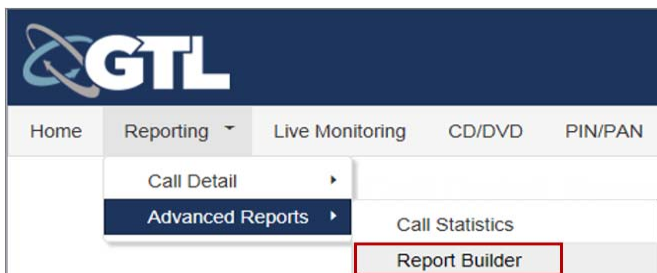 GTL
Home Reporting Live Monitoring CD/DVD PIN/PAN
Call Detail
Advanced Reports
Call Statistics
Report Builder